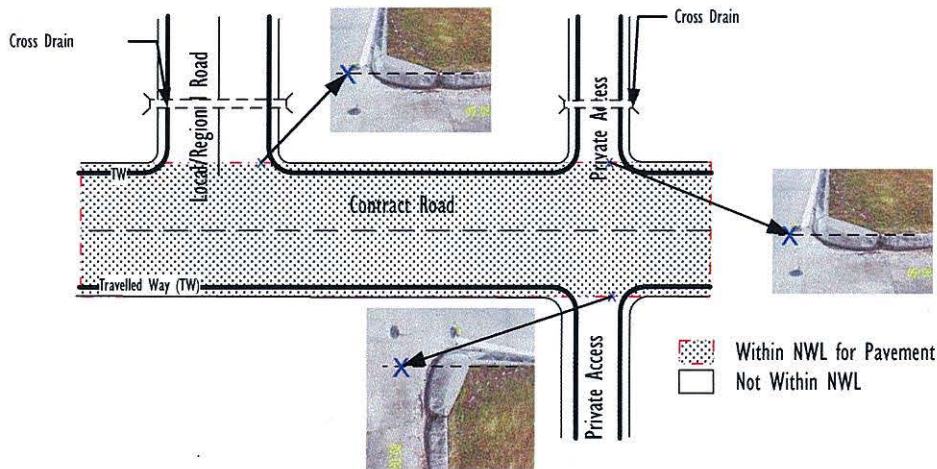 Cross Drain
Cross Drain
Local/Regional Road
Private Access
TW
Contract Road
Travelled Way (TW)
Private Access
Within NWL for Pavement
Not Within NWL